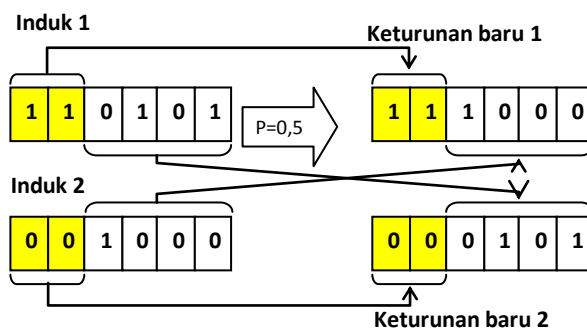 Induk 1
Keturunan baru 1
1 1 0 1 0 1
P=0,5
1 1 1 0 0 0
Induk 2
0 0 1 0 0 0
0 0 0 1 0 1
Keturunan baru 2